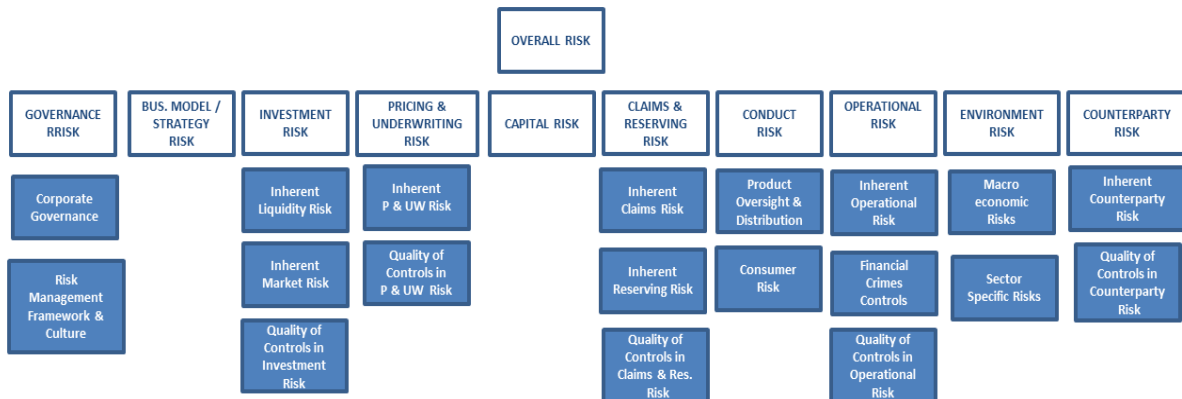 OVERALL RISK
GOVERNANCE
RRISK
BUS. MODEL /
STRATEGY
RISK
INVESTMENT
RISK
PRICING &
UNDERWRITING
RISK
CAPITAL RISK
CLAIMS &
RESERVING
RISK
CONDUCT
RISK
OPERATIONAL
RISK
ENVIRONMENT
RISK
COUNTERPARTY
RISK
Corporate
Governance
Inherent
Liquidity Risk
Inherent
P & UW Risk
Inherent
Claims Risk
Product
Oversight &
Distribution
Inherent
Operational
Risk
Macro
economic
Risks
Inherent
Counterparty
Risk
Risk
Management
Framework &
Culture
Inherent
Market Risk
Quality of
Controls in
P & UW Risk
Inherent
Reserving Risk
Consumer
Risk
Financial
Crimes
Controls
Sector
Specific Risks
Quality of
Controls in
Counterparty
Risk
Quality of
Controls in
Investment
Risk
Quality of
Controls in
Claims & Res.
Risk
Quality of
Controls in
Operational
Risk